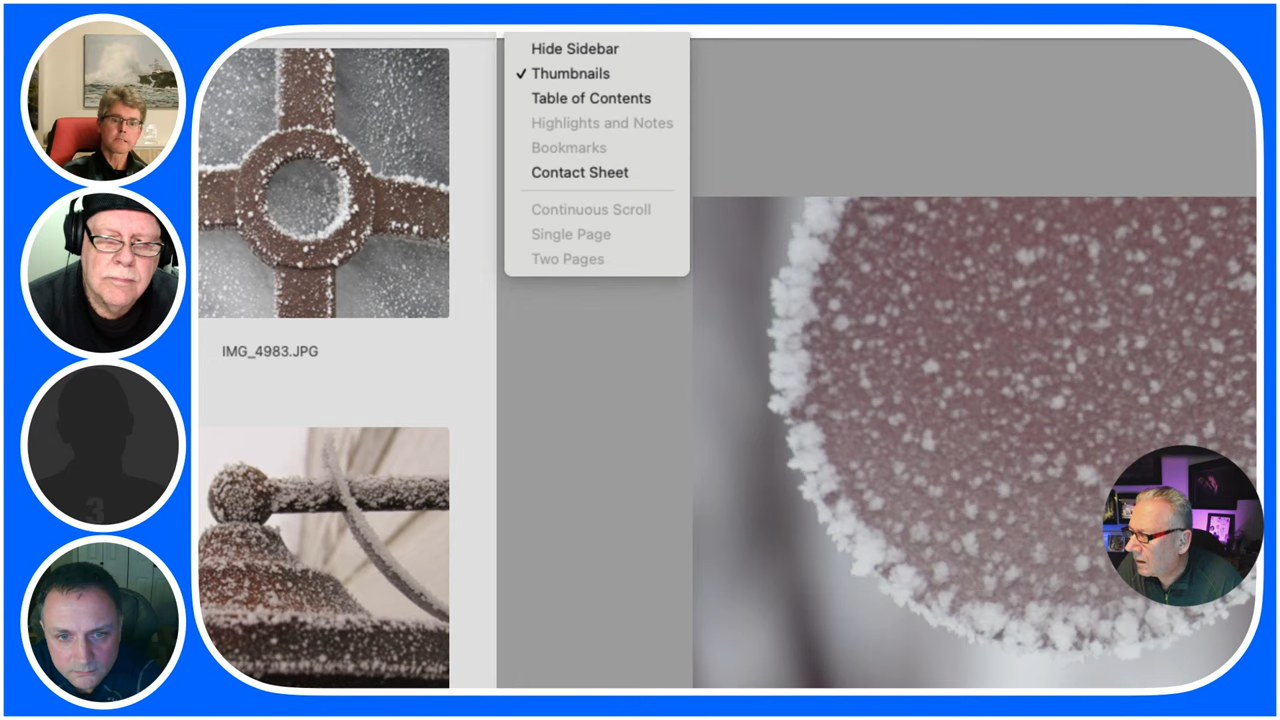 Hide Sidebar
✓ Thumbnails
Table of Contents
Highlights and Notes
Bookmarks
Contact Sheet
Continuous Scroll
Single Page
Two Pages
IMG_4983.JPG
3